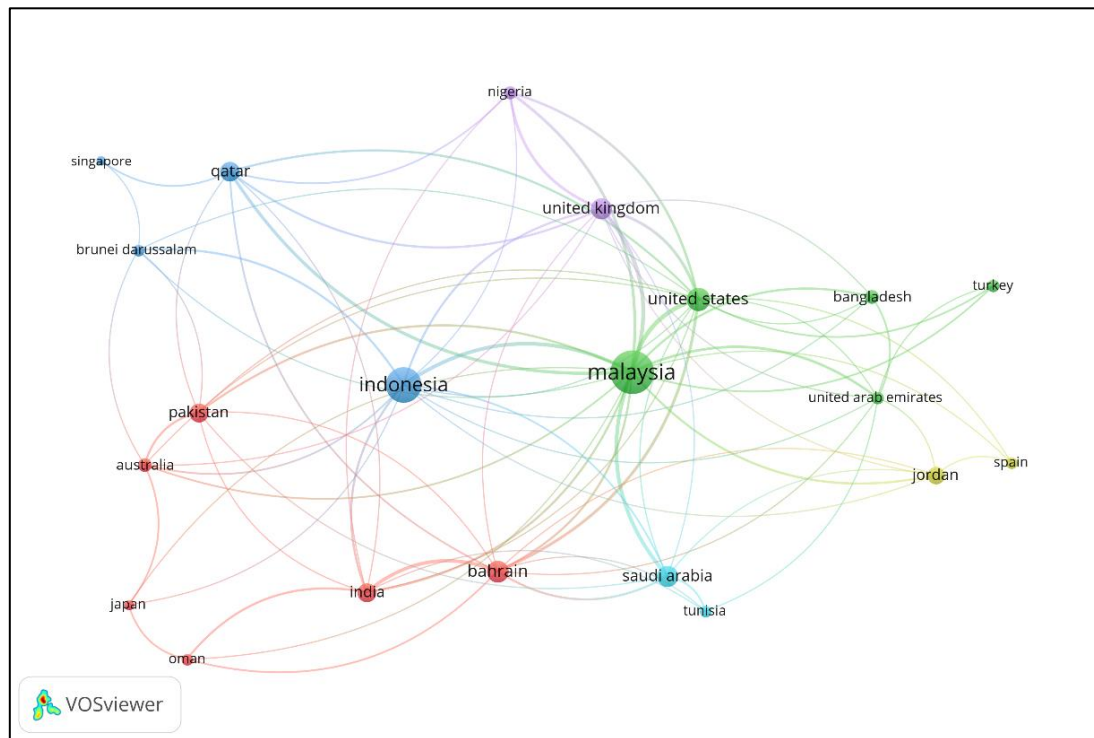 nigeria
singapore
qatar
united kingdom
brunei darussalam
united states
bangladesh
turkey
malaysia
indonesia
united arab emirates
pakistan
australia
spain
jordan
bahrain
saudi arabia
india
japan
tunisia
oman
VOSviewer